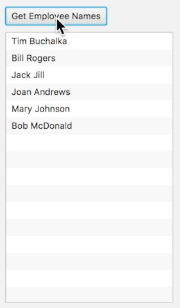 Get Employee Names
Tim Buchalka
Bill Rogers
Jack Jill
Joan Andrews
Mary Johnson
Bob McDonald